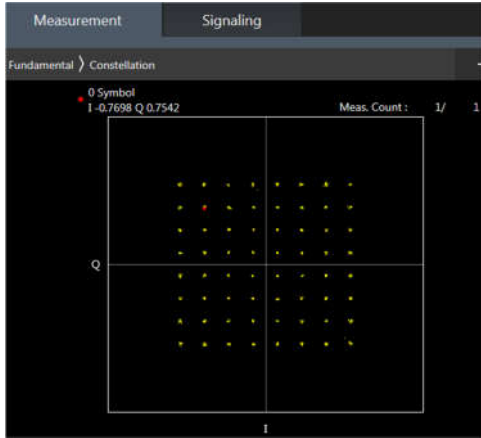 Measurement Signaling
Fundamental ⟩ Constellation
0 Symbol
I -0.7698 Q 0.7542 Meas. Count : 1/ 1
Q
I